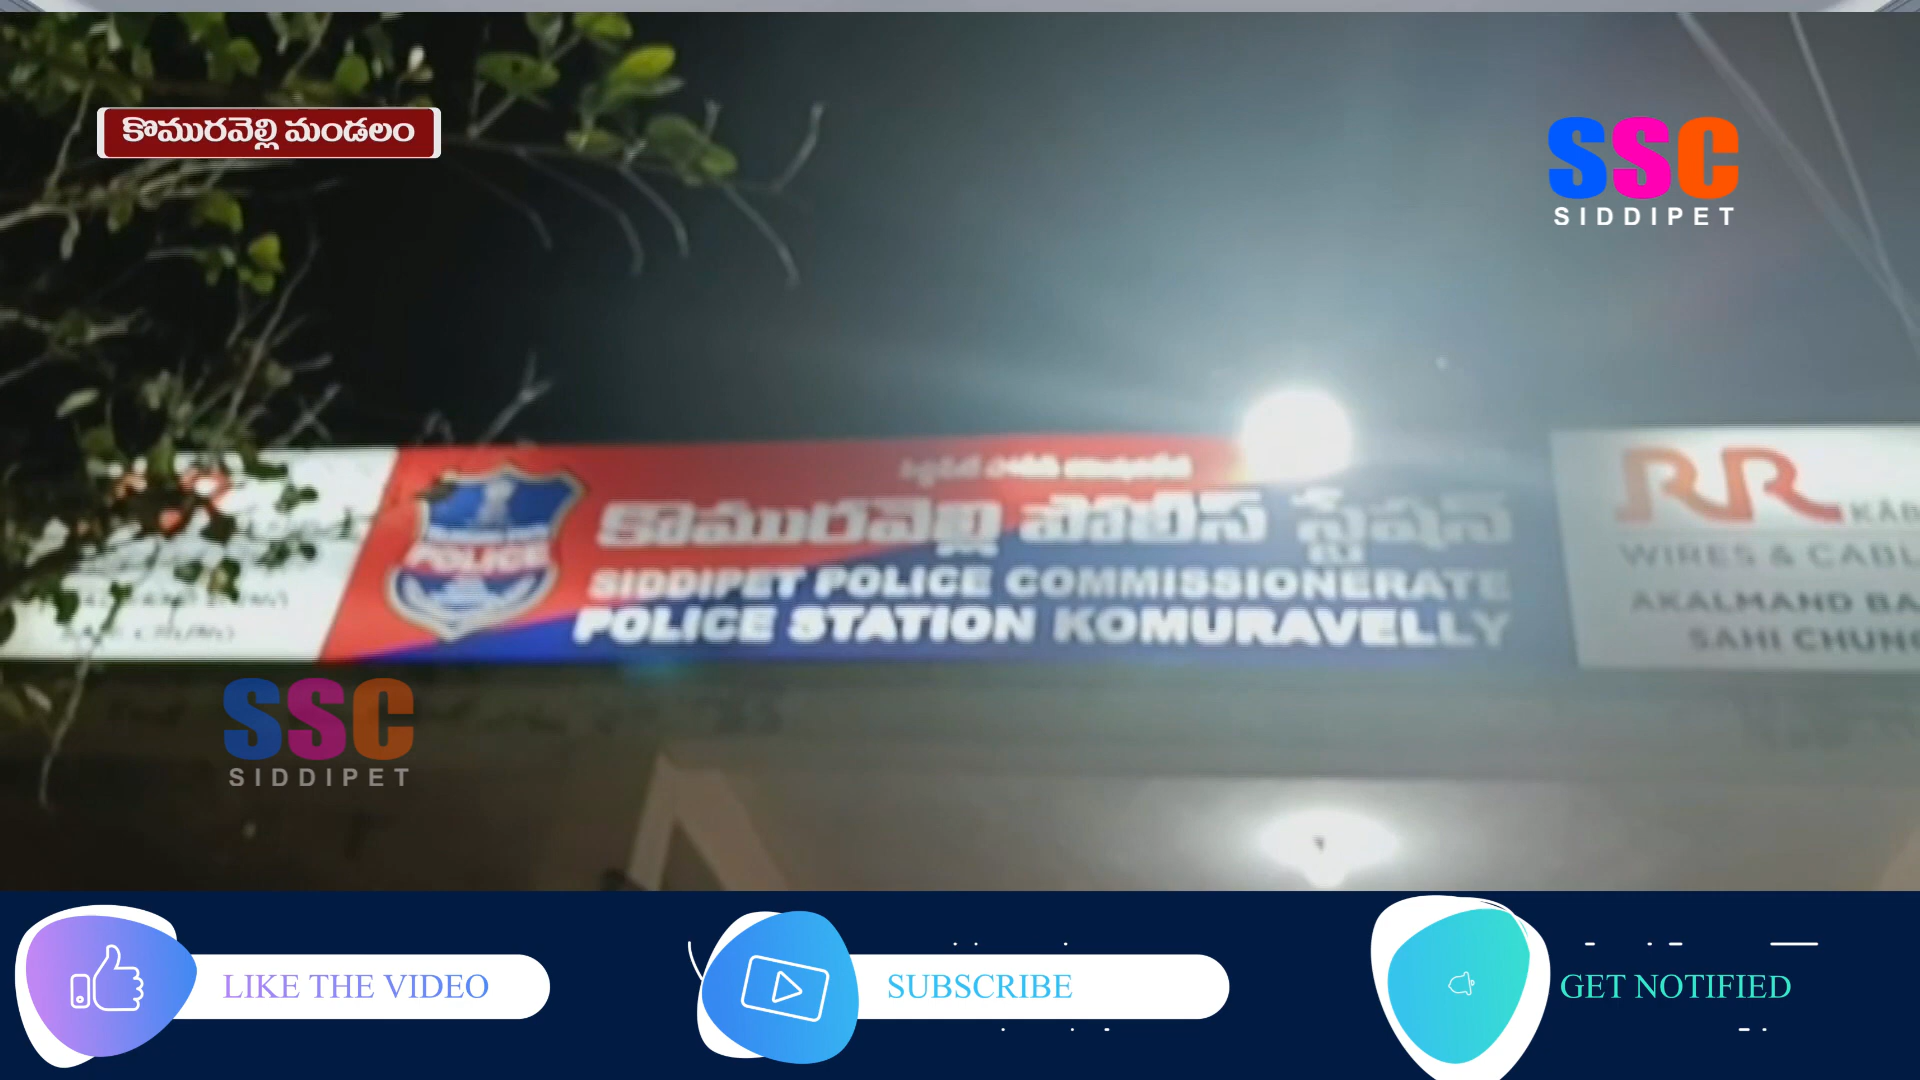 కొమురవెల్లి మండలం
SSC
SIDDIPET
కొమురవెల్లి పోలీస్ స్టేషన్
POLICE
SIDDIPET POLICE COMMISSIONERATE
POLICE STATION KOMURAVELLY
RR
WIRES &
SSC
SIDDIPET
LIKE THE VIDEO
SUBSCRIBE
GET NOTIFIED